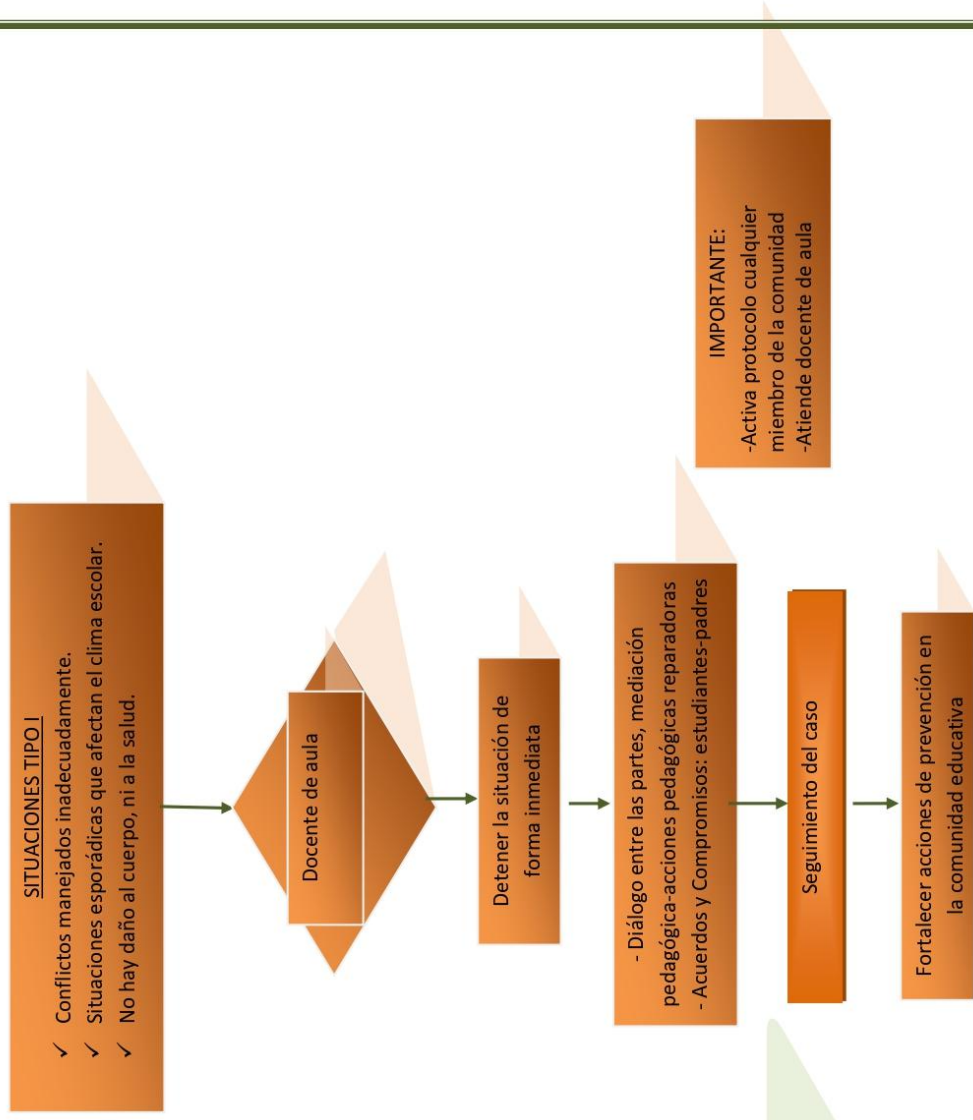 SITUACIONES TIPO I
✓ Conflictos manejados inadecuadamente.
✓ Situaciones esporádicas que afectan el clima escolar.
✓ No hay daño al cuerpo, ni a la salud.
Docente de aula
Detener la situación de
forma inmediata
- Diálogo entre las partes, mediación
pedagógica-acciones pedagógicas reparadoras
- Acuerdos y Compromisos: estudiantes-padres
Seguimiento del caso
Fortalecer acciones de prevención en
la comunidad educativa
IMPORTANTE:
-Activa protocolo cualquier
miembro de la comunidad
-Atiende docente de aula